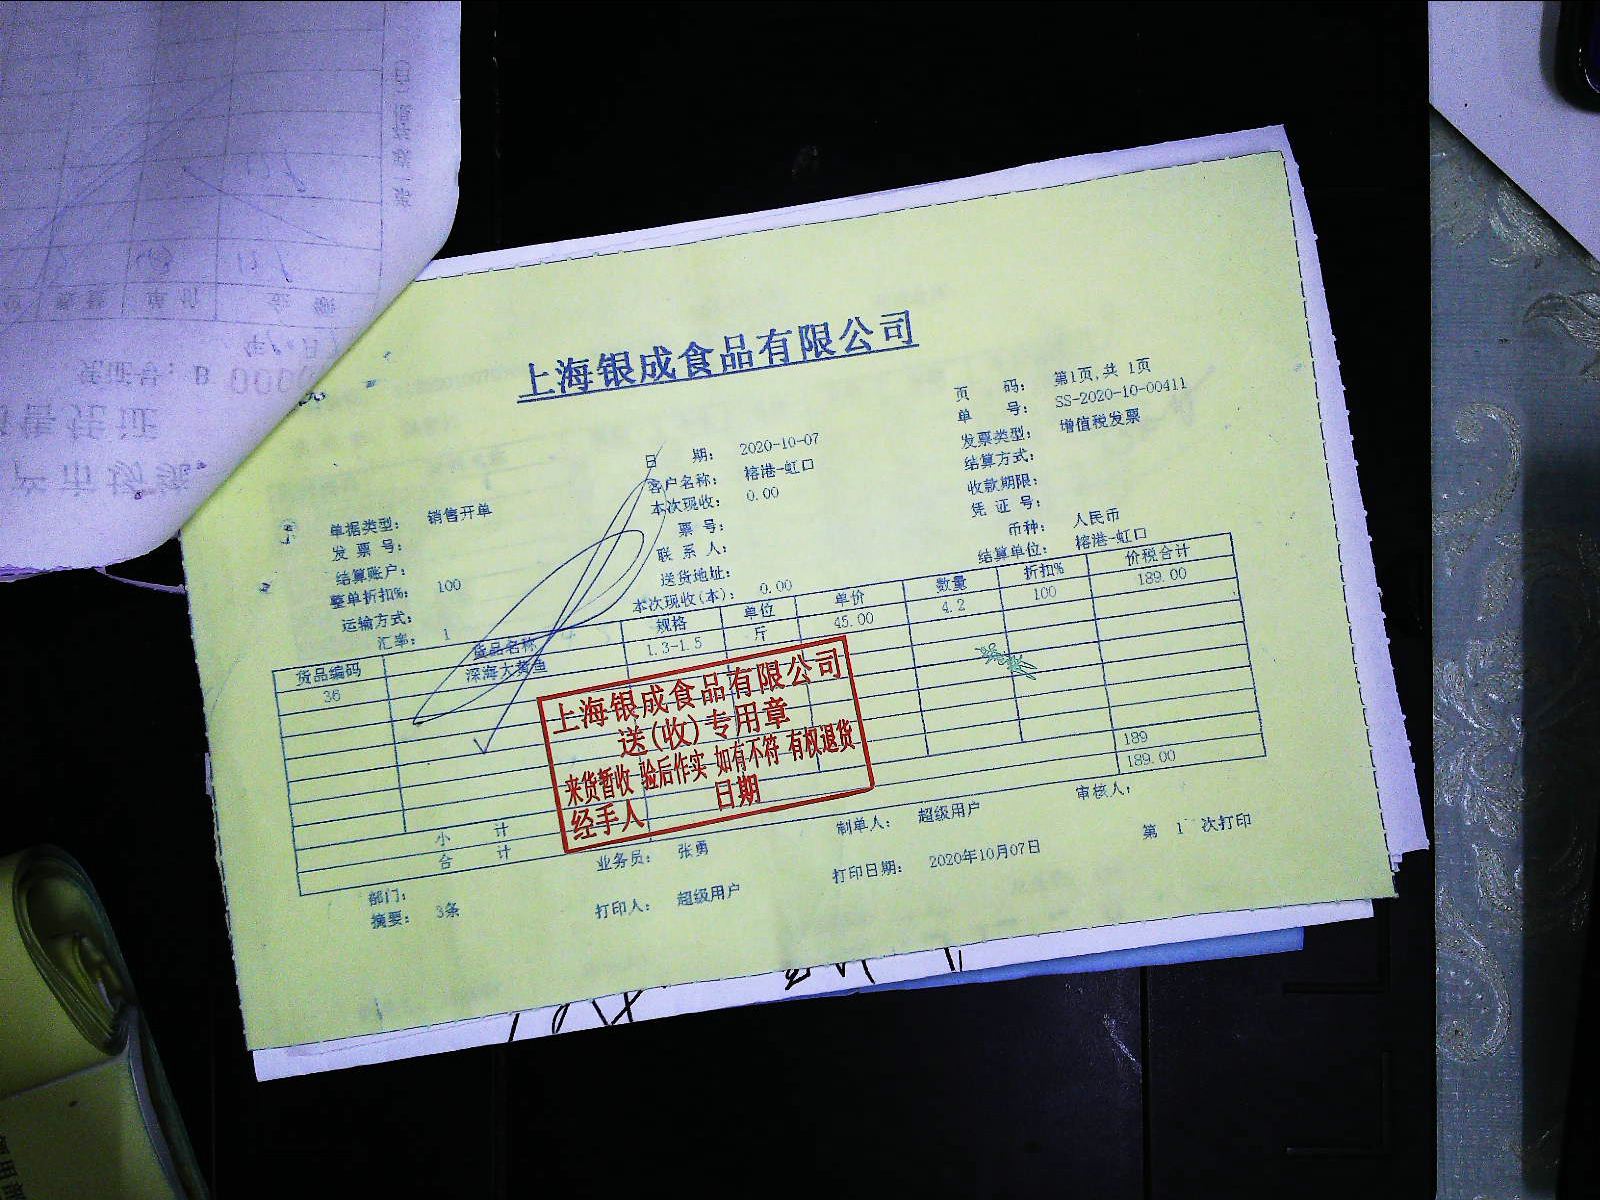 上海银成食品有限公司
页 码: 第1页,共 1页
单 号: SS-2020-10-00411
日 期: 2020-10-07
发票类型: 增值税发票
客户名称: 榕港-虹口
结算方式:
单据类型: 销售开单
本次现收: 0.00
收款期限:
发 票 号:
票 号:
凭 证 号:
结算账户:
联 系 人:
币种: 人民币
整单折扣%: 100
送货地址:
结算单位: 榕港-虹口
运输方式:
本次现收(本): 0.00
汇率: 1
货品编码 货品名称 规格 单位 单价 数量 折扣% 价税合计
36 深海大黄鱼 1.3-1.5 斤 45.00 4.2 100 189.00
上海银成食品有限公司
送(收)专用章
来货暂收 验后作实 如有不符 有权退货
经手人 日期
小 计 189
合 计 189.00
部门:
业务员: 张勇
制单人: 超级用户
审核人:
摘要: 3条
打印人: 超级用户
打印日期: 2020年10月07日
第 1 次打印